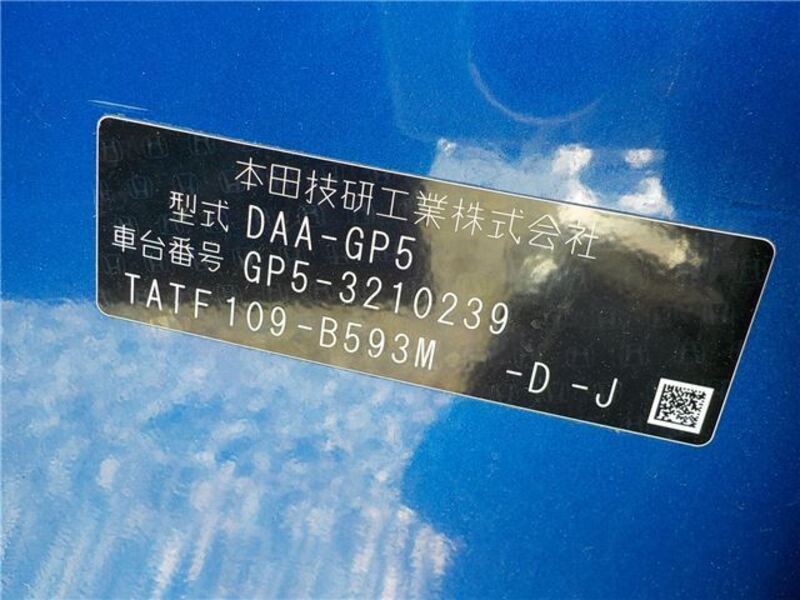 本田技研工業株式会社
型式 DAA-GP5
車台番号 GP5-3210239
TATF109-B593M -D -J